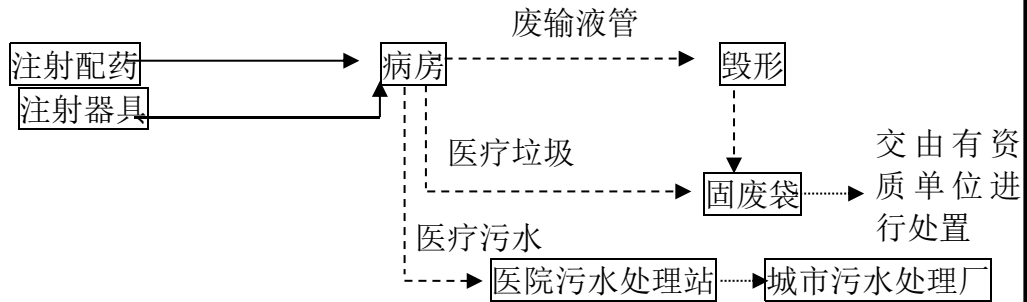 废输液管
注射配药
病房
毁形
注射器具
医疗垃圾
交由有资
质单位进
行处置
固废袋
医疗污水
医院污水处理站
城市污水处理厂